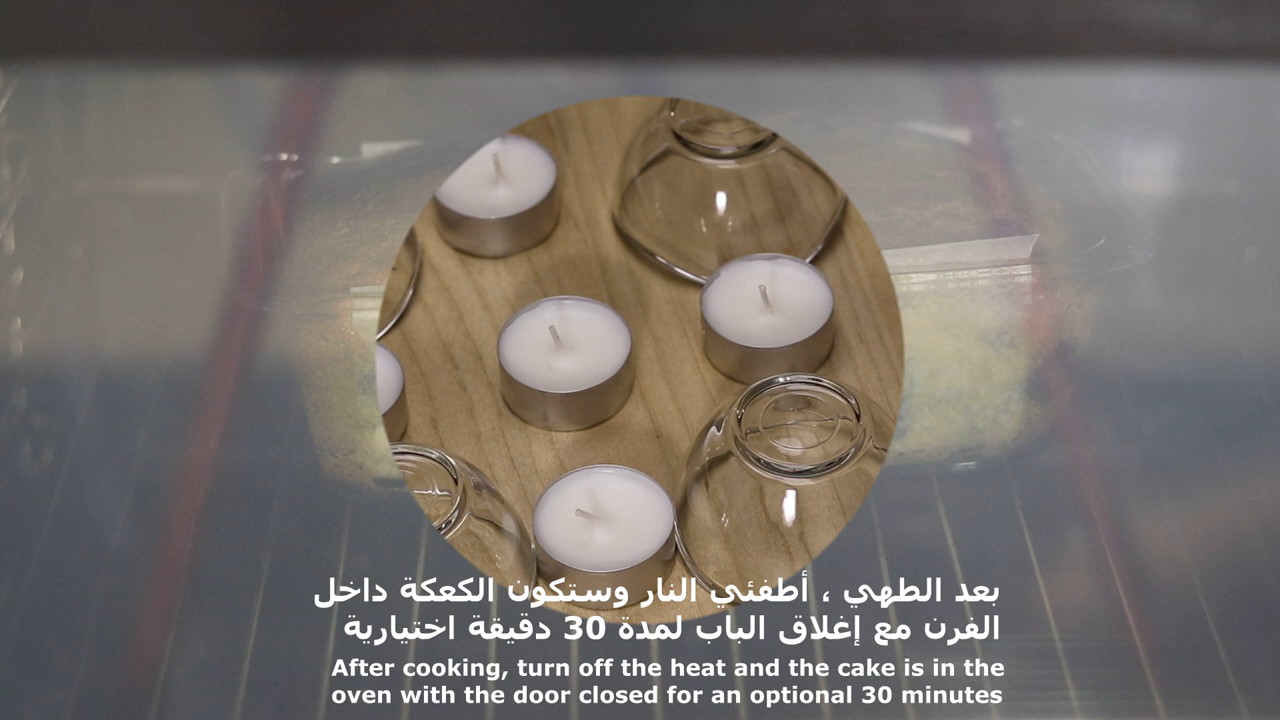 بعد الطهي ، أطفئي النار وستكون الكعكة داخل
الفرن مع إغلاق الباب لمدة 30 دقيقة اختيارية
After cooking, turn off the heat and the cake is in the
oven with the door closed for an optional 30 minutes